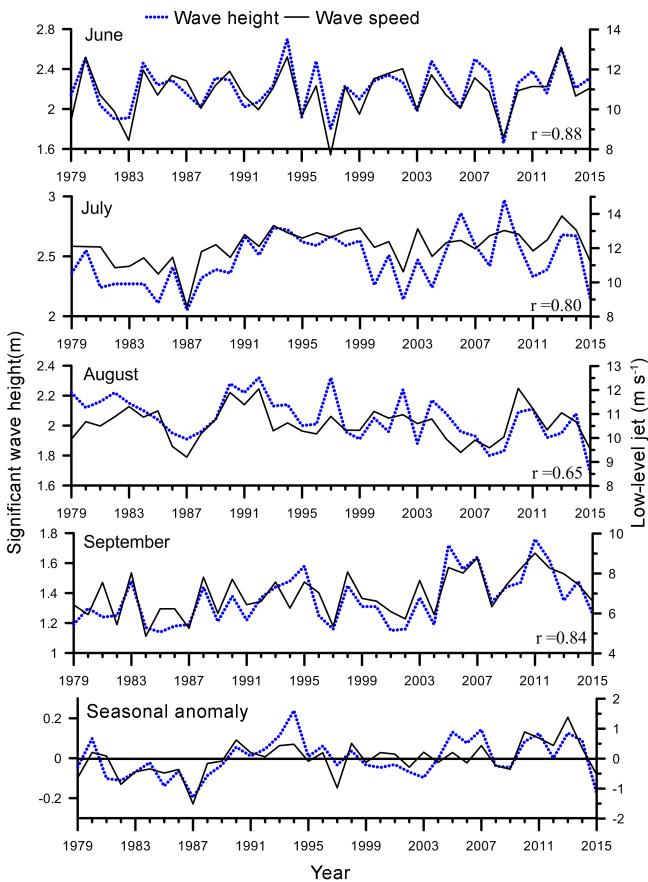 Wave height Wave speed
June
2.8
2.4
2
1.6
14
12
10
8
r =0.88
1979 1983 1987 1991 1995 1999 2003 2007 2011 2015
July
3
2.5
2
14
12
10
8
r =0.80
1979 1983 1987 1991 1995 1999 2003 2007 2011 2015
August
2.4
2.2
2
1.8
1.6
13
12
11
10
9
8
r =0.65
1979 1983 1987 1991 1995 1999 2003 2007 2011 2015
September
1.8
1.6
1.4
1.2
1
10
8
6
4
r =0.84
1979 1983 1987 1991 1995 1999 2003 2007 2011 2015
Seasonal anomaly
0.2
0
-0.2
2
1
0
-1
-2
1979 1983 1987 1991 1995 1999 2003 2007 2011 2015
Year
Significant wave height(m)
Low-level jet (m s⁻¹)